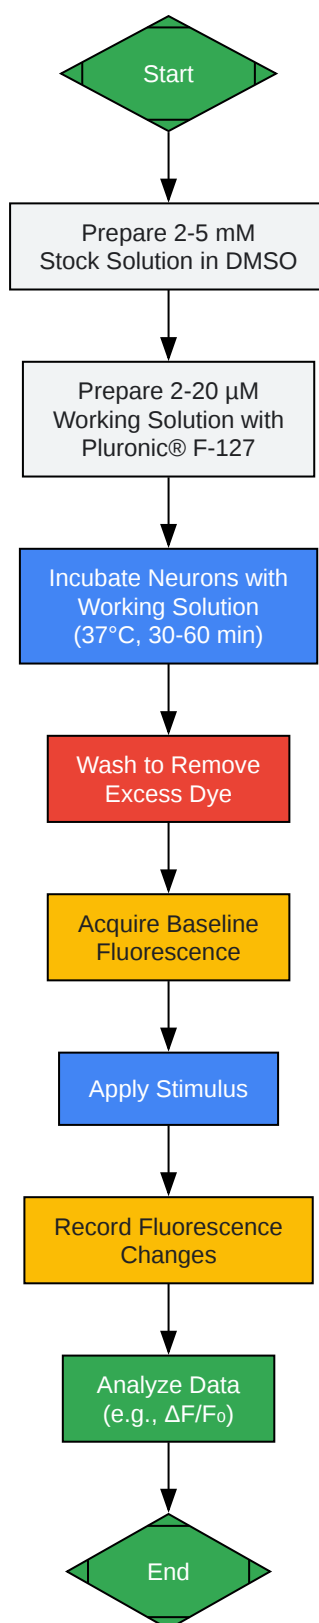 Start
Prepare 2-5 mM
Stock Solution in DMSO
Prepare 2-20 µM
Working Solution with
Pluronic® F-127
Incubate Neurons with
Working Solution
(37°C, 30-60 min)
Wash to Remove
Excess Dye
Acquire Baseline
Fluorescence
Apply Stimulus
Record Fluorescence
Changes
Analyze Data
(e.g., ΔF/F₀)
End